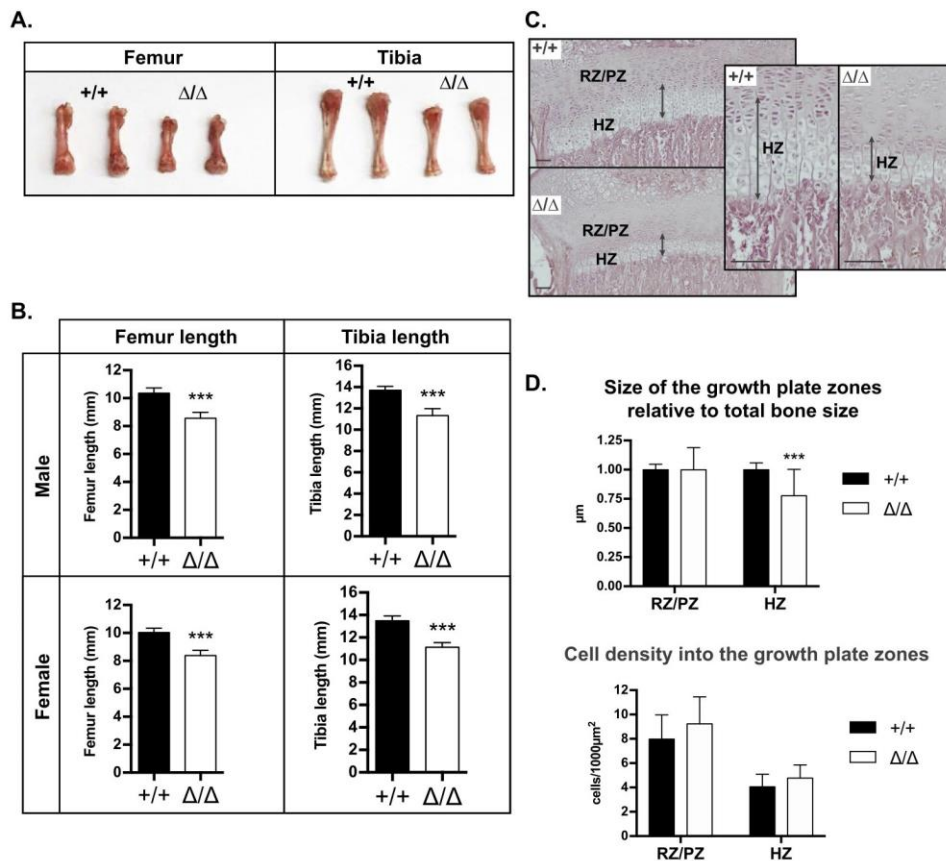 A.
Femur
Tibia
+/+
Δ/Δ
+/+
Δ/Δ
B.
Femur length
Tibia length
Male
Femur length (mm)
12
10
8
6
4
2
0
***
+/+
Δ/Δ
Tibia length (mm)
16
14
12
10
8
6
4
2
0
***
+/+
Δ/Δ
Female
Femur length (mm)
12
10
8
6
4
2
0
***
+/+
Δ/Δ
Tibia length (mm)
16
14
12
10
8
6
4
2
0
***
+/+
Δ/Δ
C.
+/+
RZ/PZ
HZ
Δ/Δ
RZ/PZ
HZ
+/+
HZ
Δ/Δ
HZ
D.
Size of the growth plate zones
relative to total bone size
µm
1.25
1.00
0.75
0.50
0.25
0.00
***
RZ/PZ
HZ
+/+
Δ/Δ
Cell density into the growth plate zones
cells/1000µm²
12
10
8
6
4
2
0
RZ/PZ
HZ
+/+
Δ/Δ